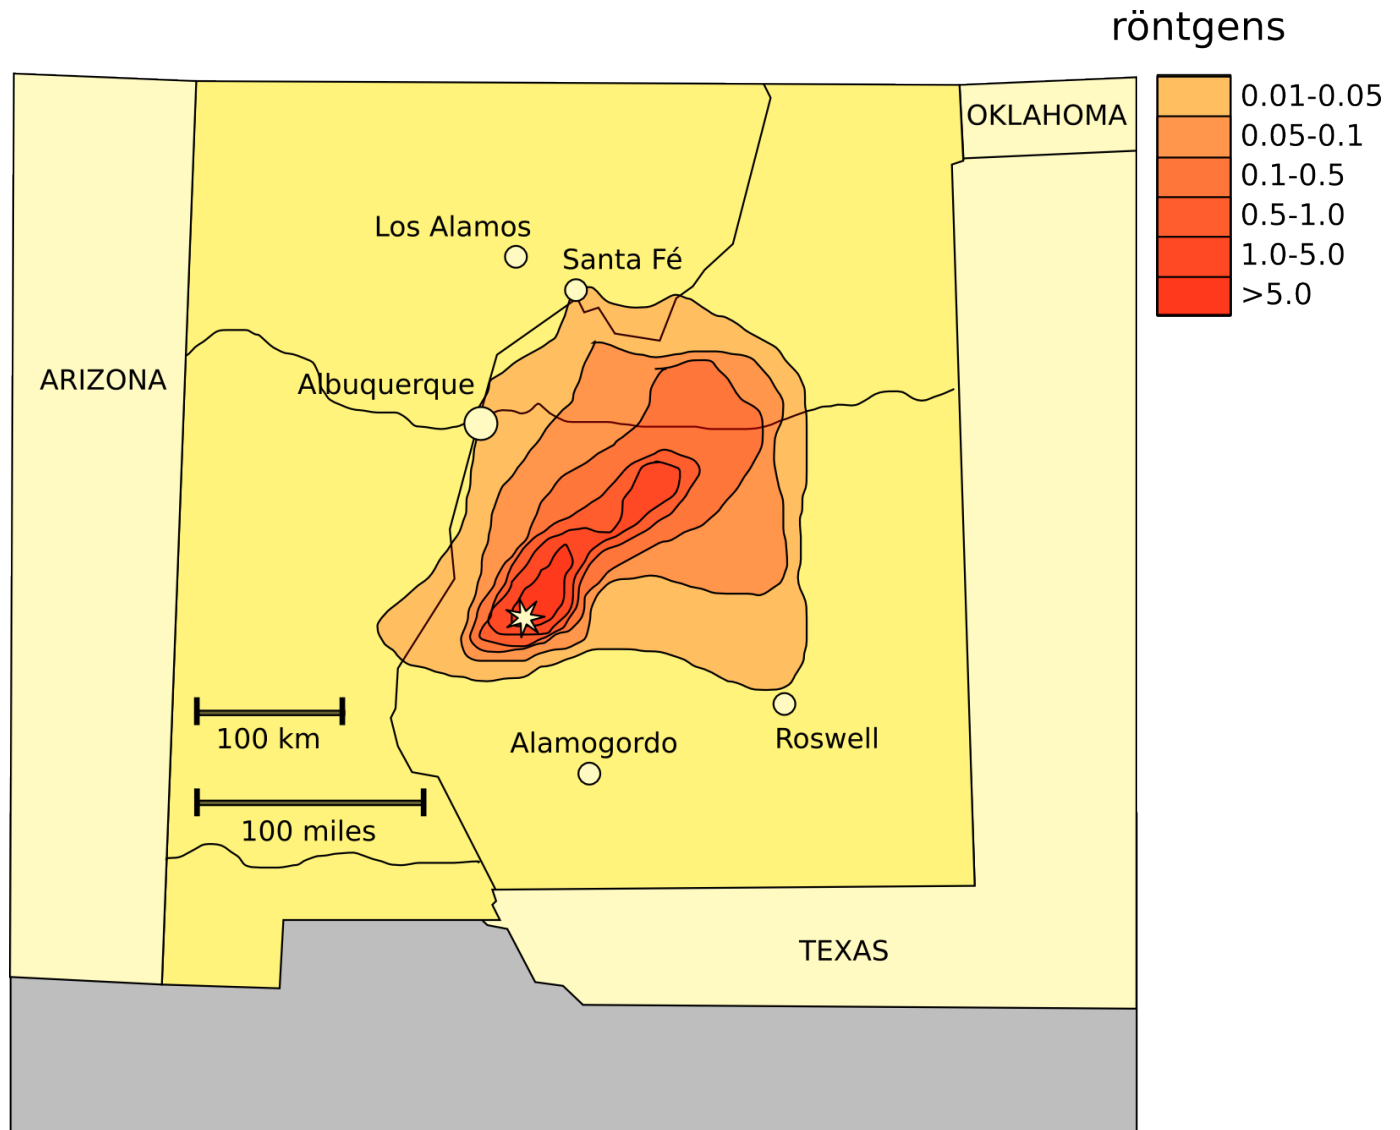 röntgens
0.01-0.05
0.05-0.1
0.1-0.5
0.5-1.0
1.0-5.0
>5.0
OKLAHOMA
Los Alamos
Santa Fé
ARIZONA
Albuquerque
100 km
Alamogordo
Roswell
100 miles
TEXAS